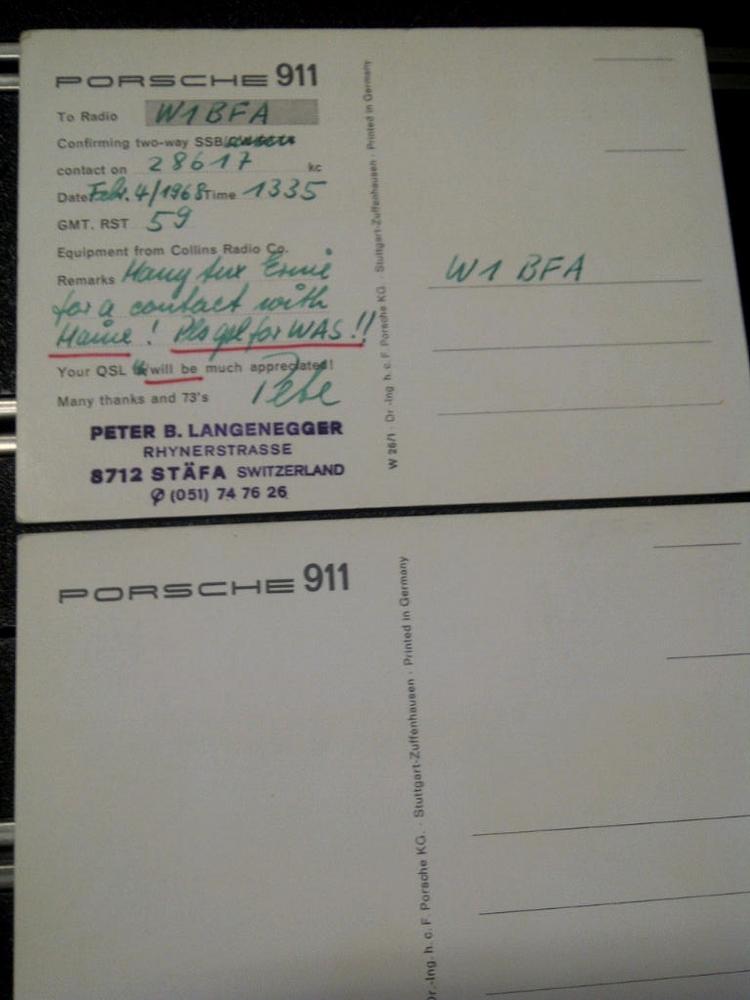 PORSCHE 911
To Radio W1BFA
Confirming two-way SSB/
contact on 28617 kc
Date Febr. 4/1968 Time 1335
GMT. RST 59
Equipment from Collins Radio Co.
Remarks Many tnx Ernie
for a contact with
Maine! Pls qsl for WAS!!
Your QSL will be much appreciated!
Many thanks and 73's Pete
PETER B. LANGENEGGER
RHYNERSTRASSE
8712 STÄFA SWITZERLAND
(051) 74 76 26
W 26/1 · Dr.-Ing. h. c. F. Porsche KG. · Stuttgart-Zuffenhausen · Printed in Germany
W1 BFA
PORSCHE 911
Dr.-Ing. h. c. F. Porsche KG. · Stuttgart-Zuffenhausen · Printed in Germany